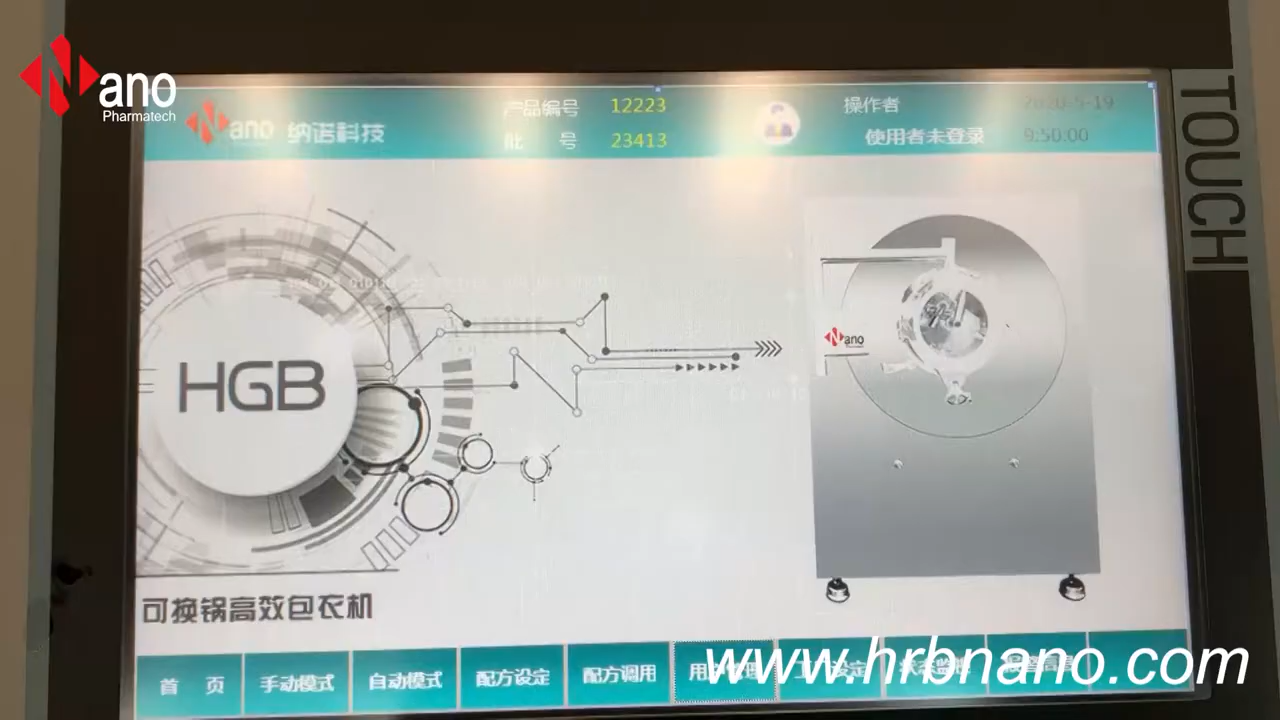 Nano
Pharmatech
Nano 纳诺科技
产品编号 12223
批 号 23413
操作者
使用者未登录
2020-5-19
9:50:00
TOUCH
HGB
Nano
可换锅高效包衣机
首 页
手动模式
自动模式
配方设定
配方调用
www.hrbnano.com